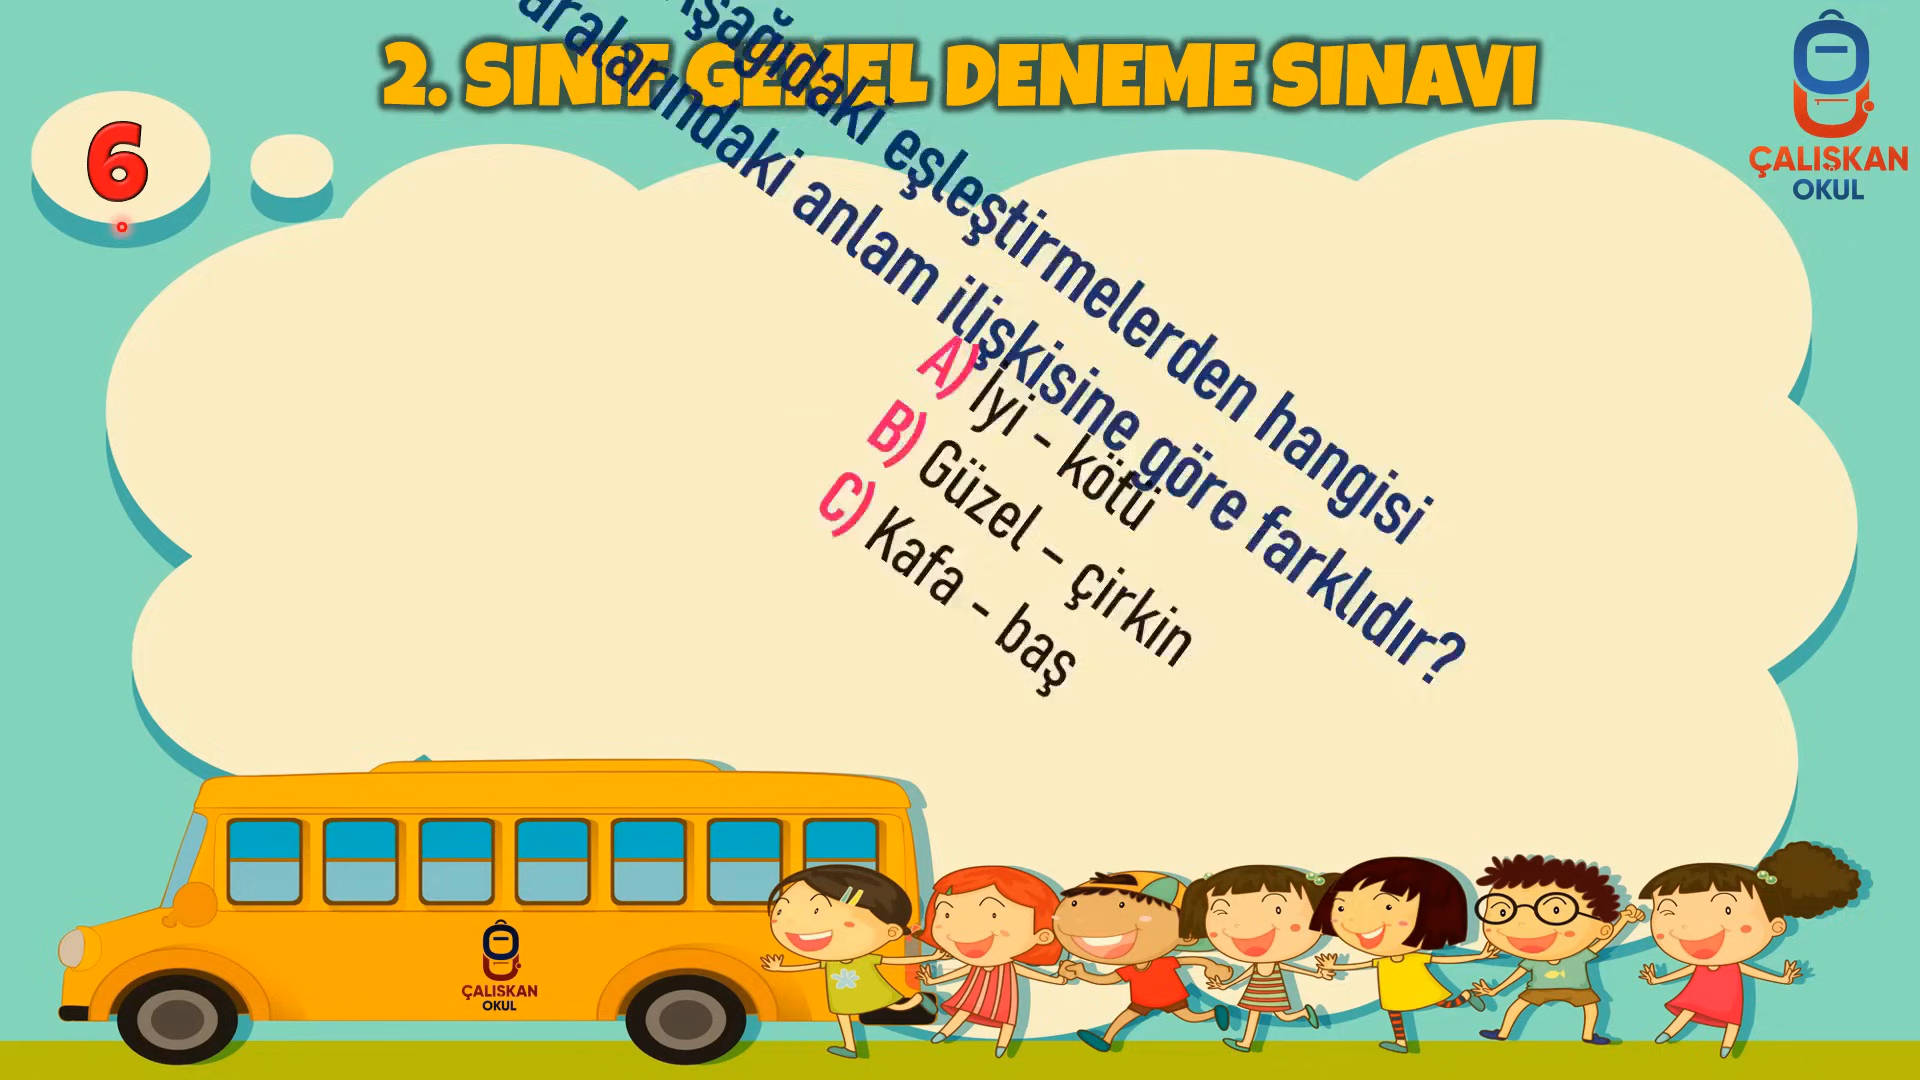 2. SINIF GENEL DENEME SINAVI
6
ÇALIŞKAN
OKUL
Aşağıdaki eşleştirmelerden hangisi
aralarındaki anlam ilişkisine göre farklıdır?
A) İyi - kötü
B) Güzel - çirkin
C) Kafa - baş
ÇALIŞKAN
OKUL